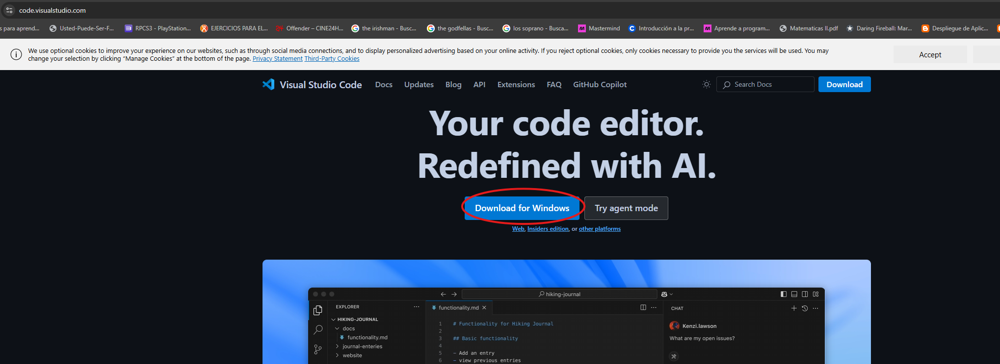 code.visualstudio.com
s para aprend... Usted-Puede-Ser-F... RPCS3 - PlayStation... EJERCICIOS PARA EL... 24 Offender – CINE24H... the irishman - Busc... the godfellas - Busc... los soprano - Busca... Mastermind Introducción a la pr... Aprende a program... Matematicas II.pdf Daring Fireball: Mar... Despliegue de Aplic...
We use optional cookies to improve your experience on our websites, such as through social media connections, and to display personalized advertising based on your online activity. If you reject optional cookies, only cookies necessary to provide you the services will be used. You may
change your selection by clicking “Manage Cookies” at the bottom of the page. Privacy Statement Third-Party Cookies
Accept
Visual Studio Code Docs Updates Blog API Extensions FAQ GitHub Copilot Search Docs Download
Your code editor.
Redefined with AI.
Download for Windows Try agent mode
Web, Insiders edition, or other platforms
hiking-journal
EXPLORER
HIKING-JOURNAL
docs
functionality.md
journal-enteries
website
functionality.md
1 # Functionality for Hiking Journal
2
3 ## Basic functionality
4
5 - Add an entry
6 - view previous entries
CHAT
Kenzi.lawson
What are my open issues?